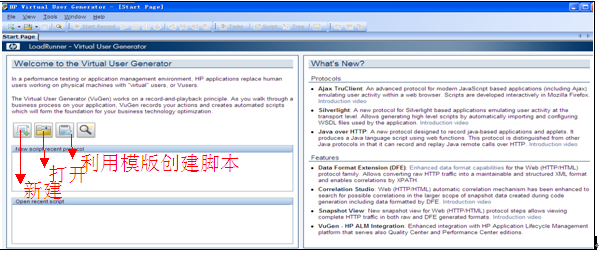 HP Virtual User Generator - [Start Page]
File View Tools Window Help
Start Record
Tasks
Script
Start Page
LoadRunner - Virtual User Generator
Welcome to the Virtual User Generator
In a performance testing or application management environment, HP applications replace human
users working on physical machines with "virtual" users, or Vusers.
The Virtual User Generator (VuGen) works on a record-and-playback principle. As you walk through a
business process on your application, VuGen records your actions and creates automated scripts
which will form the foundation for your business technology optimization.
New script recent protocol
利用模版创建脚本
打开
新建
Open recent script
What's New?
Protocols
Ajax TruClient: An advanced protocol for modern JavaScript based applications (including Ajax)
emulating user activity within a web browser. Scripts are developed interactively in Mozilla Firefox.
Introduction video
Silverlight: A new protocol for Silverlight based applications emulating user activity at the
transport level. Allows generating high level scripts by automatically importing and configuring
WSDL files used by the application. Introduction video
Java over HTTP: A new protocol designed to record java-based applications and applets. It
produces a Java language script using web functions. This protocol is distinguished from other
Java protocols in that it can record and replay Java remote calls over HTTP. Introduction video
Features
Data Format Extension (DFE): Enhanced data format capabilities for the Web (HTTP/HTML)
protocol family. Allows converting raw HTTP traffic into a maintainable and structured XML format
and enables correlations by XPATH
Correlation Studio: Web (HTTP/HTML) automatic correlation mechanism has been enhanced to
search for possible correlations in the larger scope of snapshot data created during code
generation including data formatted by DFE. Introduction video
Snapshot View: New snapshot view for Web (HTTP/HTML) protocol steps allows viewing
complete HTTP traffic in both raw and DFE generated formats. Introduction video
VuGen - HP ALM Integration: Enhanced integration with HP Application Lifecycle Management
platform that serves also Quality Center and Performance Center editions.